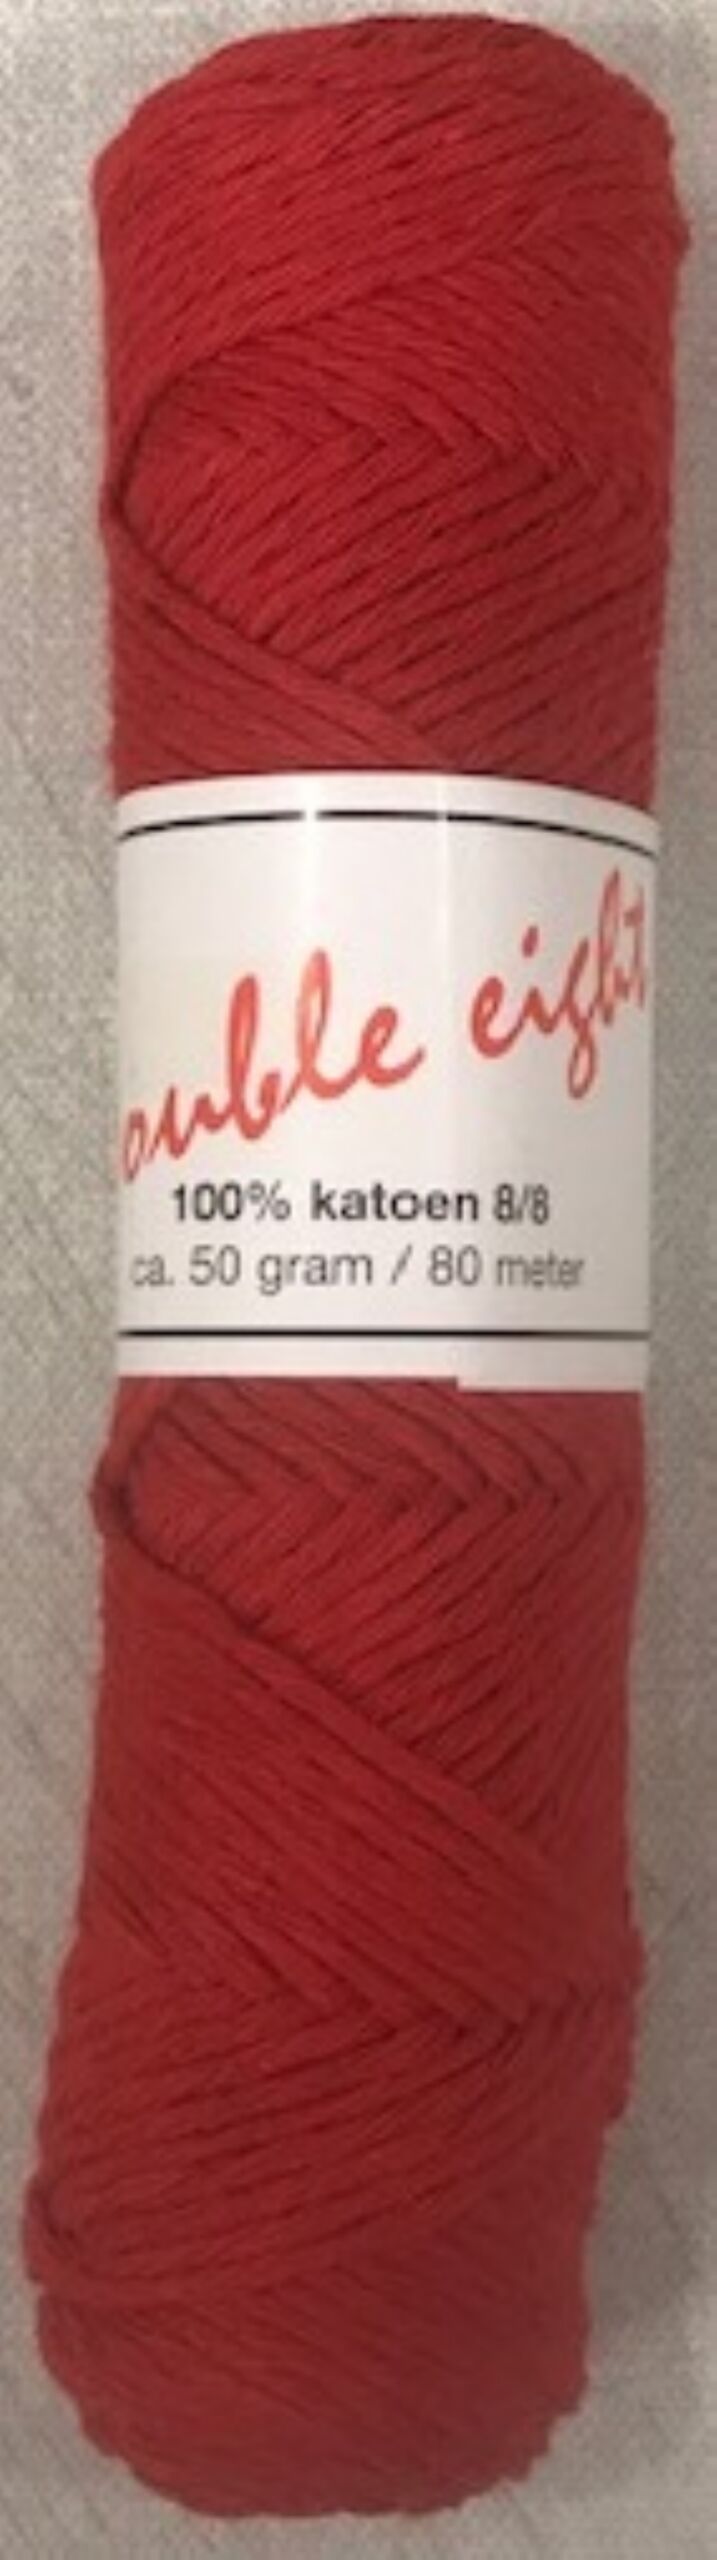 ouble eight
100% katoen 8/8
ca. 50 gram / 80 meter